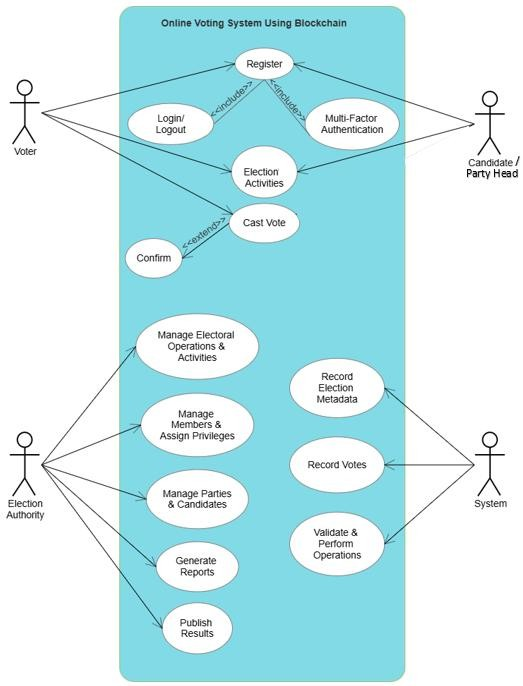 Online Voting System Using Blockchain
Register
<<include>>
<<include>>
Login/
Logout
Multi-Factor
Authentication
Voter
Candidate /
Party Head
Election
Activities
Cast Vote
<<extend>>
Confirm
Manage Electoral
Operations &
Activities
Record
Election
Metadata
Manage
Members &
Assign Privileges
Record Votes
Election
Authority
System
Manage Parties
& Candidates
Validate &
Perform
Operations
Generate
Reports
Publish
Results